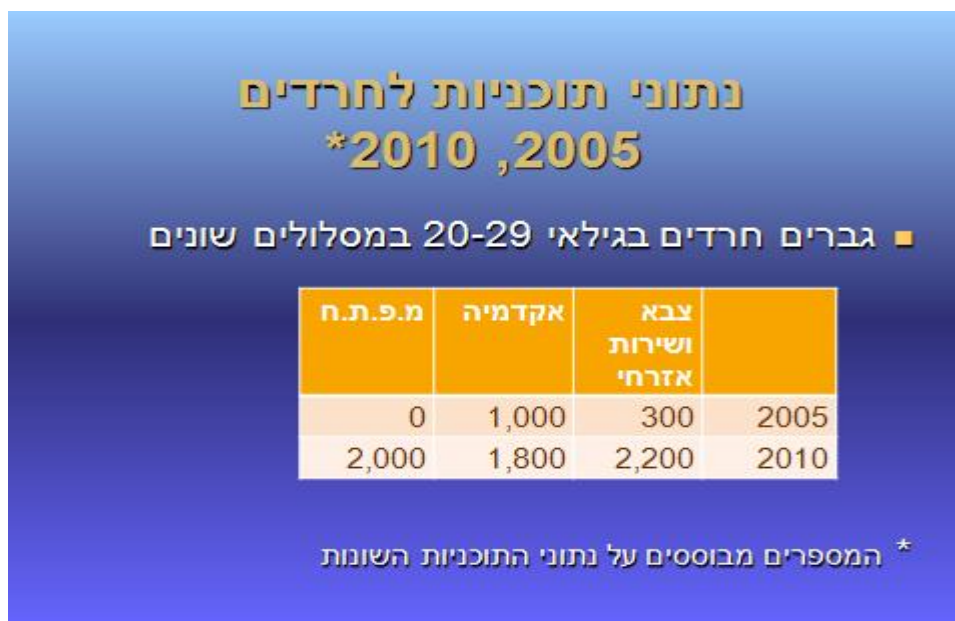 נתוני תוכניות לחרדים
2005, 2010*
גברים חרדים בגילאי 20-29 במסלולים שונים
צבא ושירות אזרחי אקדמיה מ.פ.ת.ח
2005 300 1,000 0
2010 2,200 1,800 2,000
* המספרים מבוססים על נתוני התוכניות השונות